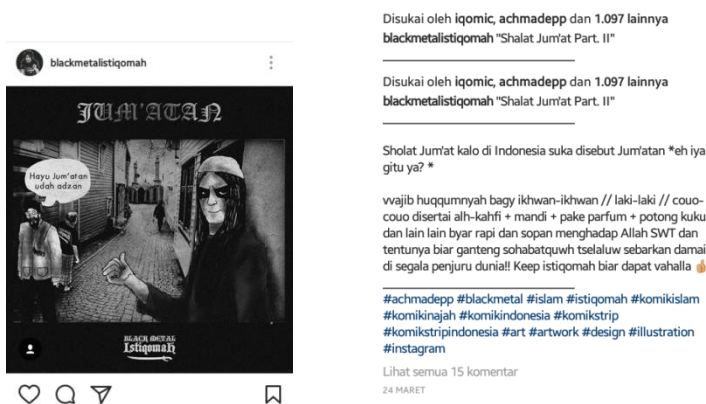 blackmetalistiqomah
JUM'ATAN
Hayu Jum'atan
udah adzan
BLACK METAL
Istiqomah
Disukai oleh iqomic, achmadepp dan 1.097 lainnya
blackmetalistiqomah "Shalat Jum'at Part. II"
Disukai oleh iqomic, achmadepp dan 1.097 lainnya
blackmetalistiqomah "Shalat Jum'at Part. II"
Sholat Jum'at kalo di Indonesia suka disebut Jum'atan *eh iya
gitu ya? *
vvajib huqqumnyah bagy ikhwan-ikhwan // laki-laki // couo-
couo disertai alh-kahfi + mandi + pake parfum + potong kuku
dan lain lain byar rapi dan sopan menghadap Allah SWT dan
tentunya biar ganteng sohabatquwh tselaluw sebarkan damai
di segala penjuru dunia!! Keep istiqomah biar dapat vahalla 👍
#achmadepp #blackmetal #islam #istiqomah #komikislam
#komikinajah #komikindonesia #komikstrip
#komikstripindonesia #art #artwork #design #illustration
#instagram
Lihat semua 15 komentar
24 MARET